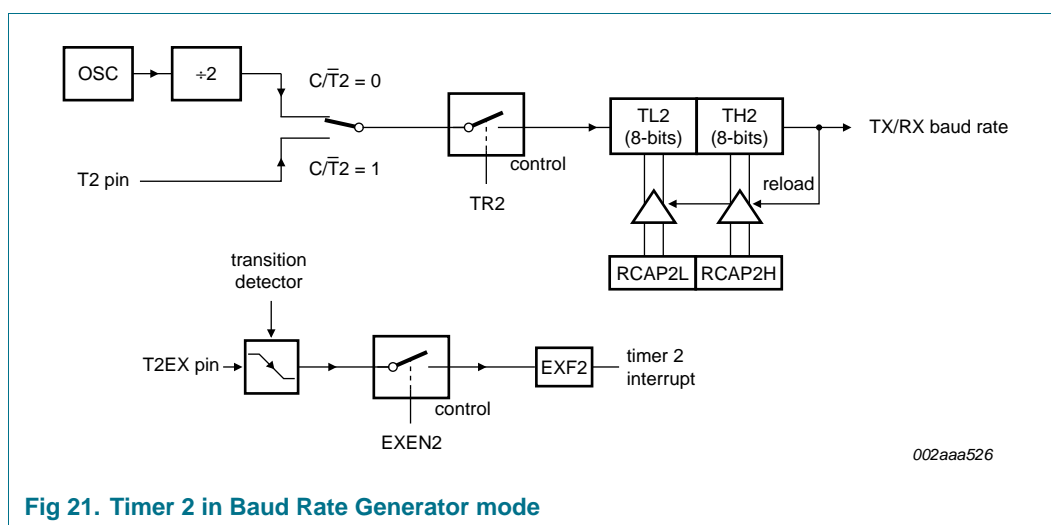 OSC
÷2
C/T̅2 = 0
TL2
(8-bits)
TH2
(8-bits)
TX/RX baud rate
control
T2 pin
C/T̅2 = 1
TR2
reload
RCAP2L
RCAP2H
transition
detector
T2EX pin
EXF2
timer 2
interrupt
control
EXEN2
002aaa526
Fig 21. Timer 2 in Baud Rate Generator mode